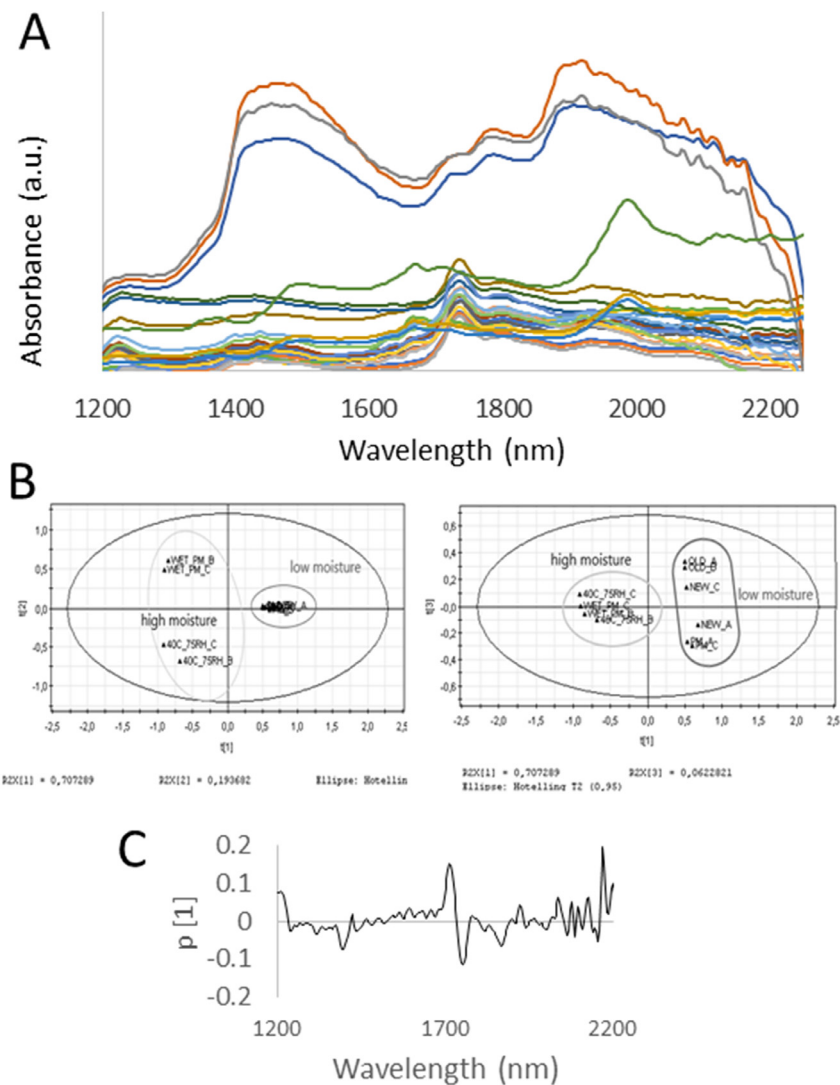 A
Absorbance (a.u.)
1200 1400 1600 1800 2000 2200
Wavelength (nm)
B
1,0
0,5
0,0
-0,5
-1,0
t[2]
WET_PM_B
WET_PM_C
low moisture
high moisture
40C_75RH_C
40C_75RH_B
-2,5 -2,0 -1,5 -1,0 -0,5 0,0 0,5 1,0 1,5 2,0 2,5
t[1]
R2X[1] = 0,707289 R2X[2] = 0,193682 Ellipse: Hotellin
0,6
0,4
0,2
-0,0
-0,2
-0,4
-0,6
t[3]
high moisture
OLD_A
OLD_B
40C_75RH_C
NEW_C
WET_PM_C
WET_PM_B
low moisture
40C_75RH_B
NEW_A
PM_A
PM_C
-2,5 -2,0 -1,5 -1,0 -0,5 0,0 0,5 1,0 1,5 2,0 2,5
t[1]
R2X[1] = 0,707289 R2X[3] = 0,0622821
Ellipse: Hotelling T2 (0,95)
C
p [1]
0.2
0.1
0
-0.1
-0.2
1200 1700 2200
Wavelength (nm)